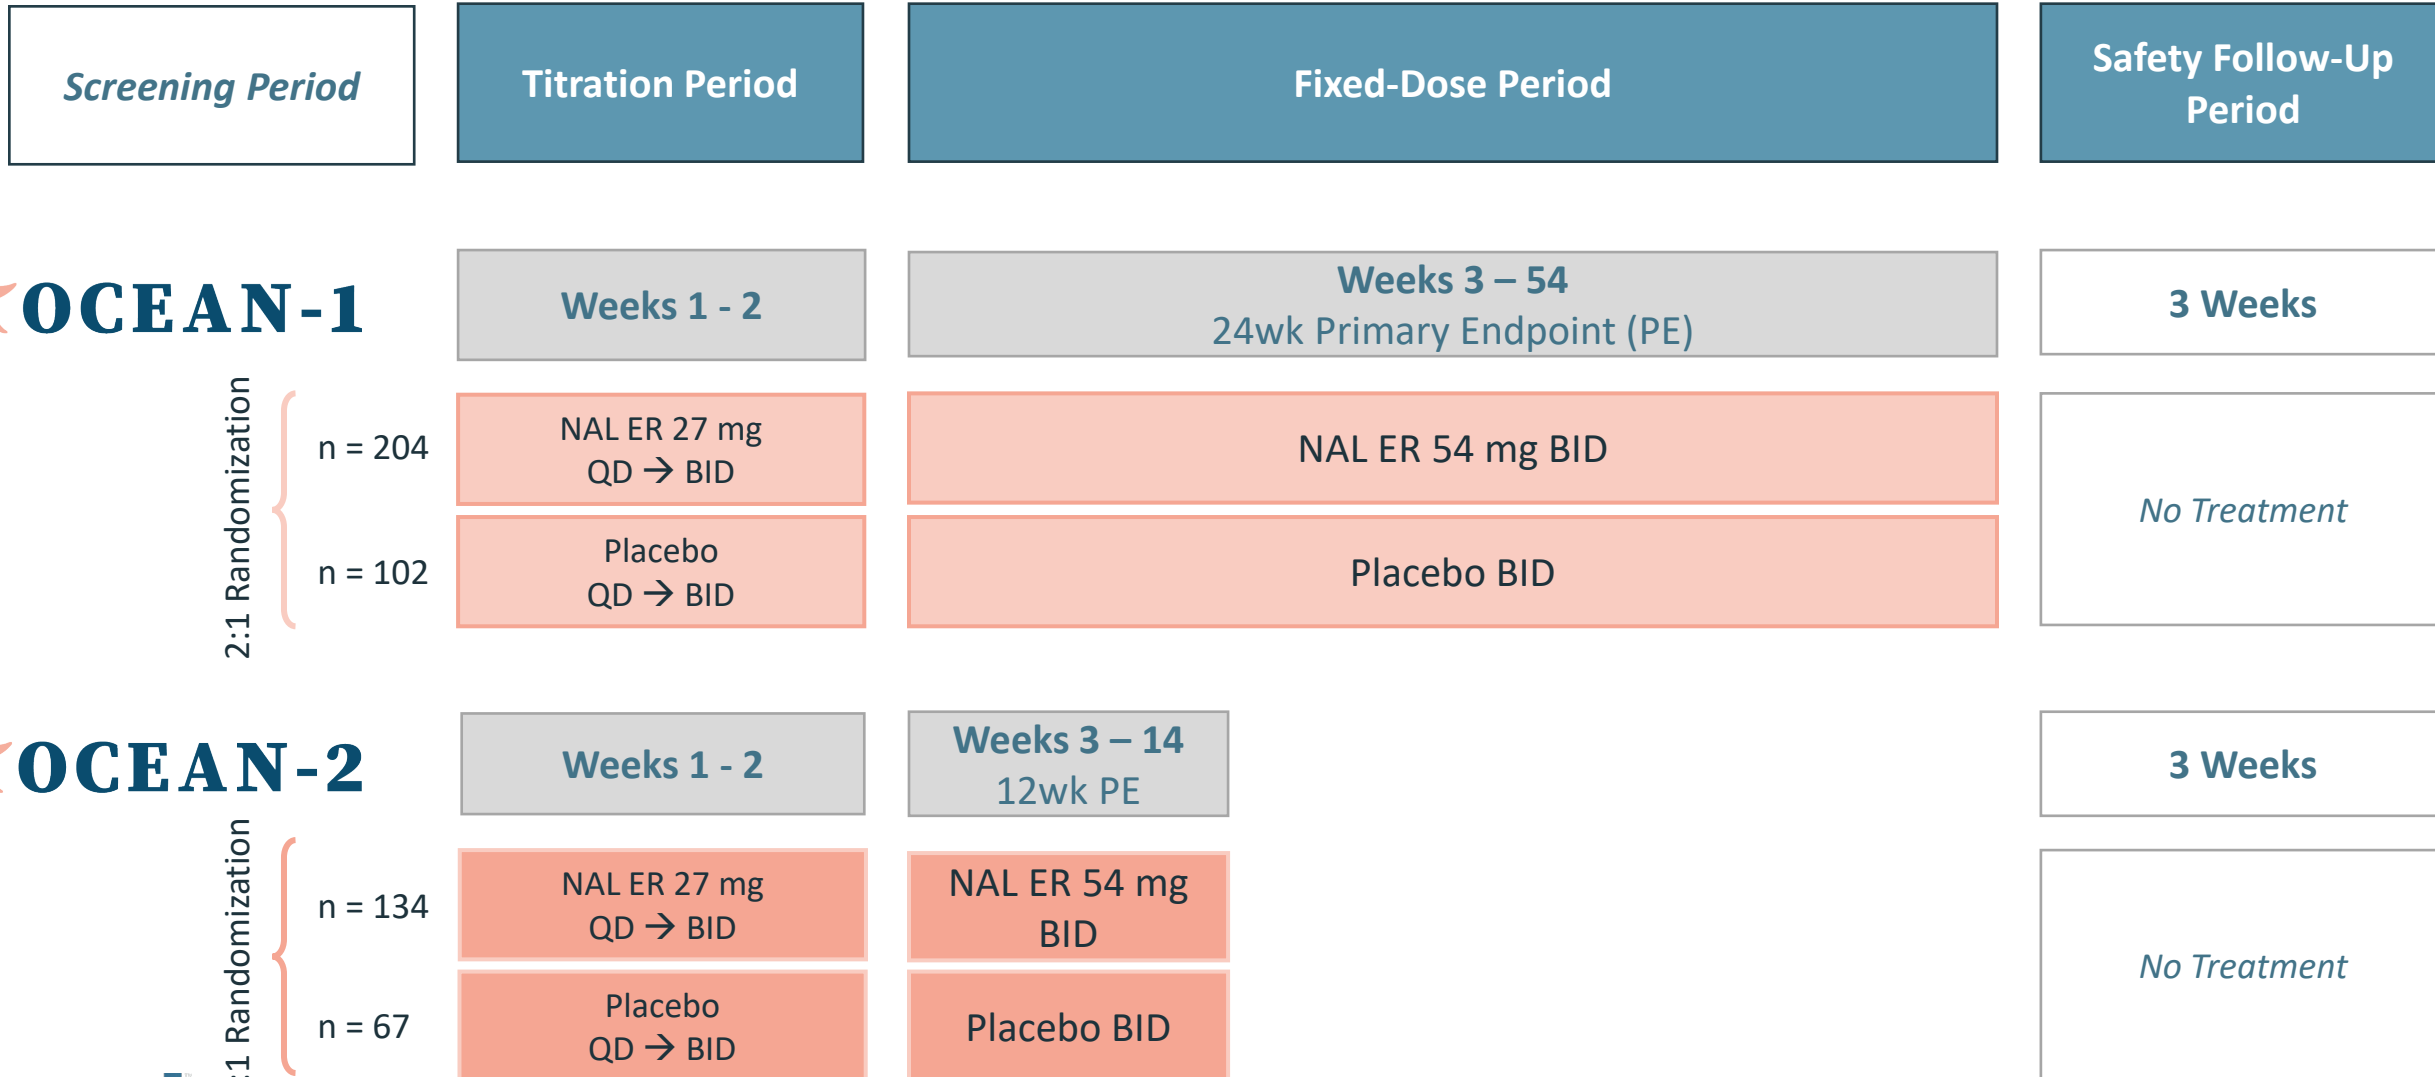 Screening Period
Titration Period
Fixed-Dose Period
Safety Follow-Up
Period
OCEAN-1
Weeks 1 - 2
Weeks 3 – 54
24wk Primary Endpoint (PE)
3 Weeks
2:1 Randomization
n = 204
NAL ER 27 mg
QD → BID
NAL ER 54 mg BID
No Treatment
n = 102
Placebo
QD → BID
Placebo BID
OCEAN-2
Weeks 1 - 2
Weeks 3 – 14
12wk PE
3 Weeks
:1 Randomization
n = 134
NAL ER 27 mg
QD → BID
NAL ER 54 mg
BID
No Treatment
n = 67
Placebo
QD → BID
Placebo BID